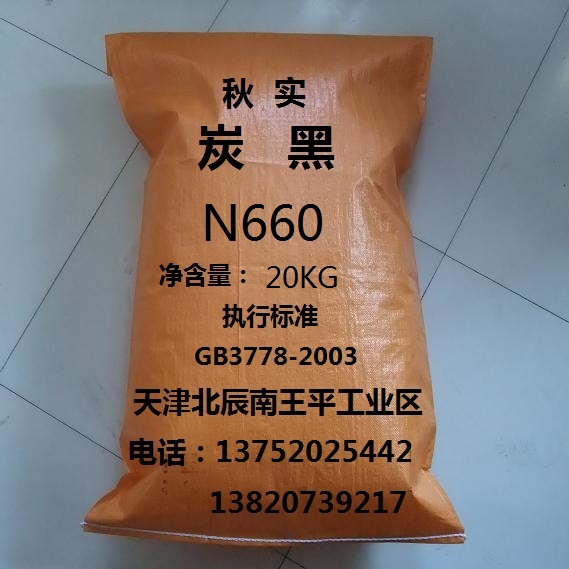 秋 实
炭 黑
N660
净含量： 20KG
执行标准
GB3778-2003
天津北辰南王平工业区
电话：13752025442
13820739217